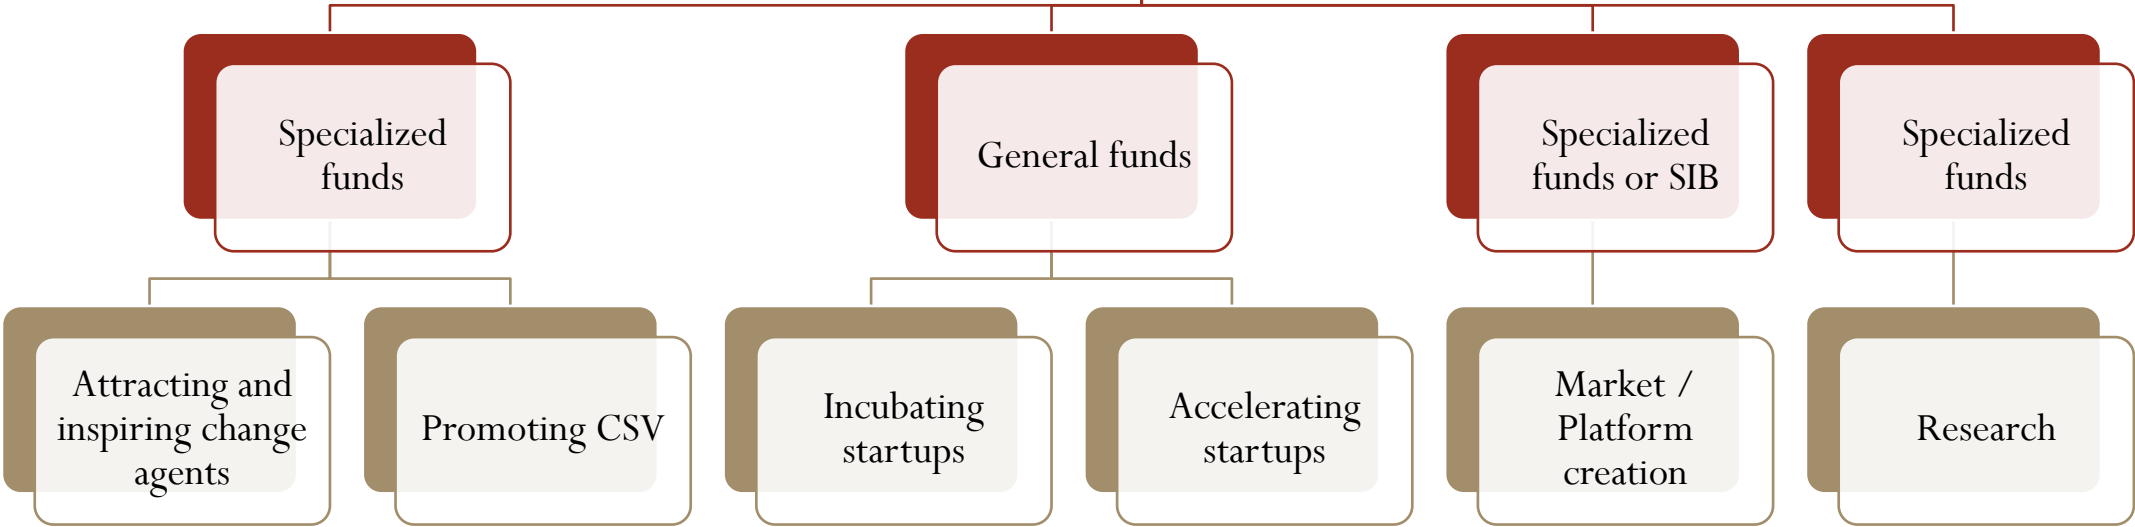 Specialized
funds
General funds
Specialized
funds or SIB
Specialized
funds
Attracting and
inspiring change
agents
Promoting CSV
Incubating
startups
Accelerating
startups
Market /
Platform
creation
Research